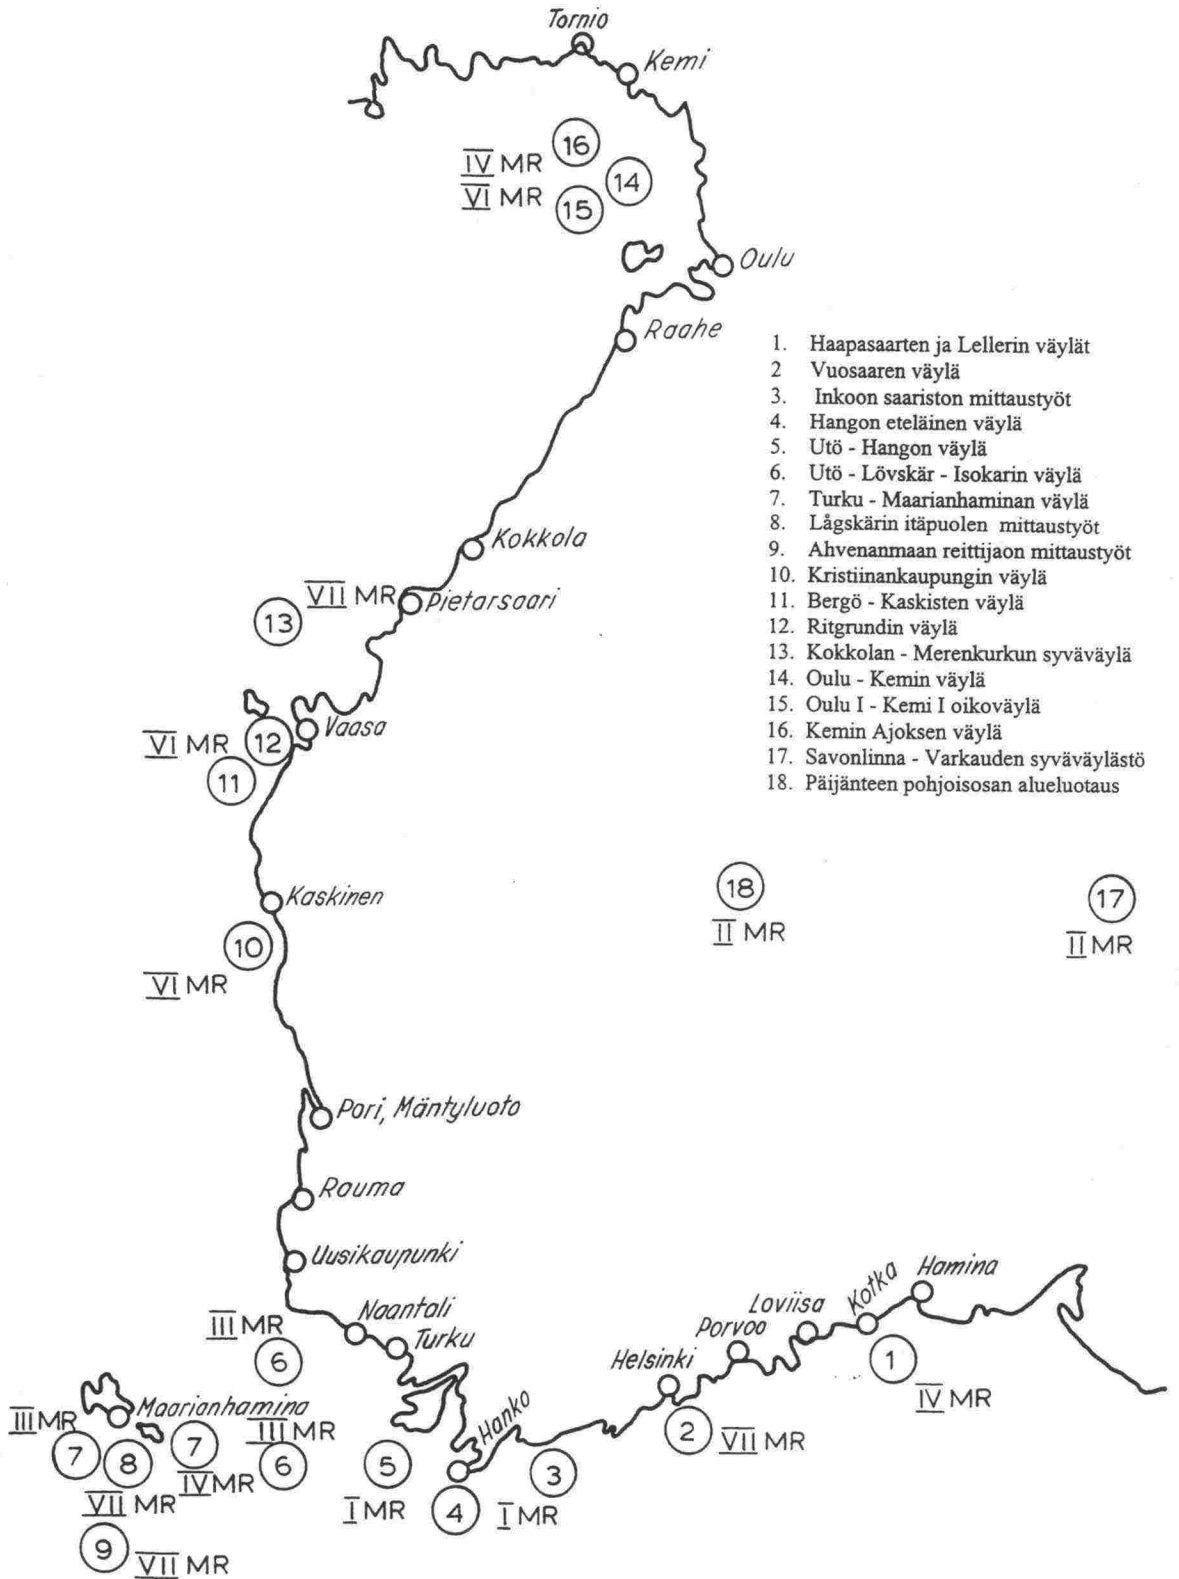 Tornio
Kemi
16
IV MR
14
VI MR
15
Oulu
Raahe
1. Haapasaarten ja Lellerin väylät
2 Vuosaaren väylä
3. Inkoon saariston mittaustyöt
4. Hangon eteläinen väylä
5. Utö - Hangon väylä
6. Utö - Lövskär - Isokarin väylä
7. Turku - Maarianhaminan väylä
8. Lågskärin itäpuolen mittaustyöt
9. Ahvenanmaan reittijaon mittaustyöt
10. Kristiinankaupungin väylä
11. Bergö - Kaskisten väylä
12. Ritgrundin väylä
13. Kokkolan - Merenkurkun syväväylä
14. Oulu - Kemin väylä
15. Oulu I - Kemi I oikoväylä
16. Kemin Ajoksen väylä
17. Savonlinna - Varkauden syväväylästö
18. Päijänteen pohjoisosan alueluotaus
Kokkola
VII MR
Pietarsaari
13
Vaasa
VI MR
12
11
Kaskinen
18
II MR
17
II MR
10
VI MR
Pori, Mäntyluoto
Rauma
Uusikaupunki
Naantali
Turku
III MR
6
Hamina
Kotka
Loviisa
Porvoo
Helsinki
1
IV MR
Maarianhamina
III MR
7
8
7
III MR
6
IV MR
VII MR
9
VII MR
5
I MR
Hanko
4
3
I MR
2
VII MR